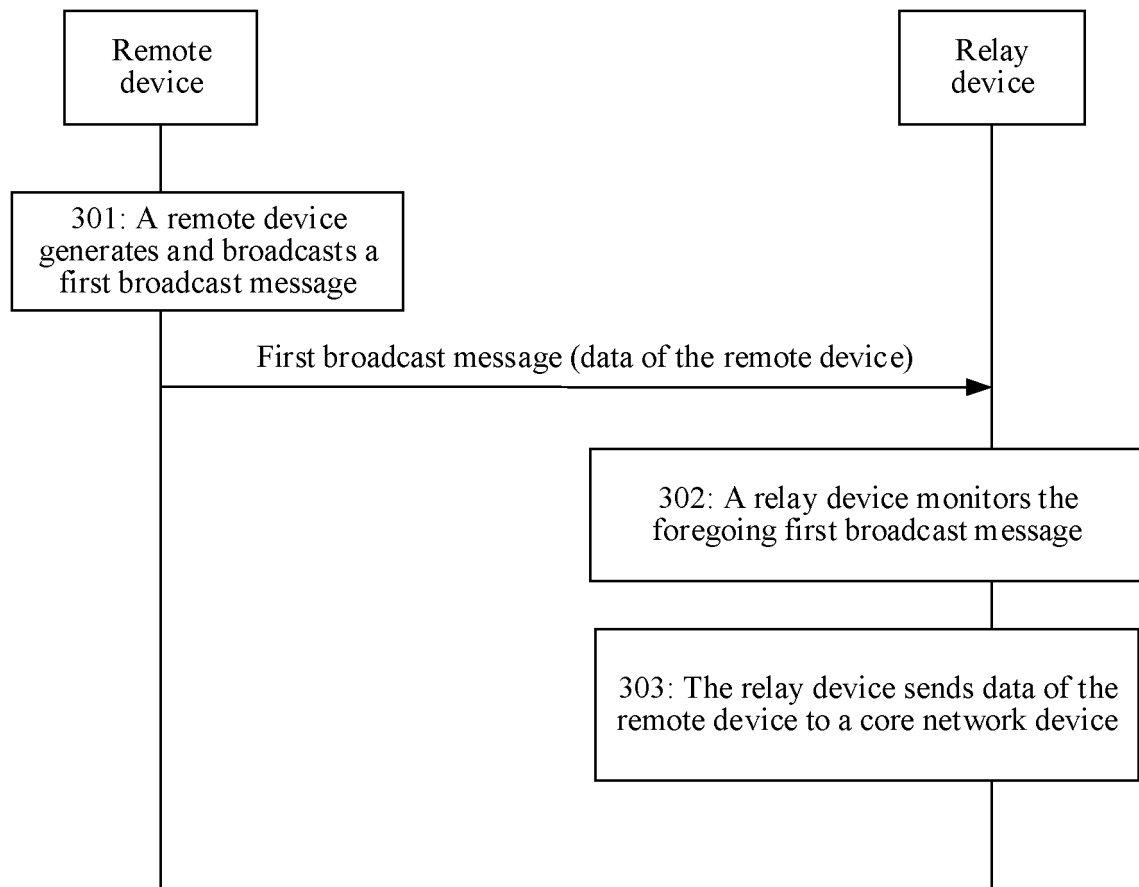 Remote
device
Relay
device
301: A remote device
generates and broadcasts a
first broadcast message
First broadcast message (data of the remote device)
302: A relay device monitors the
foregoing first broadcast message
303: The relay device sends data of the
remote device to a core network device